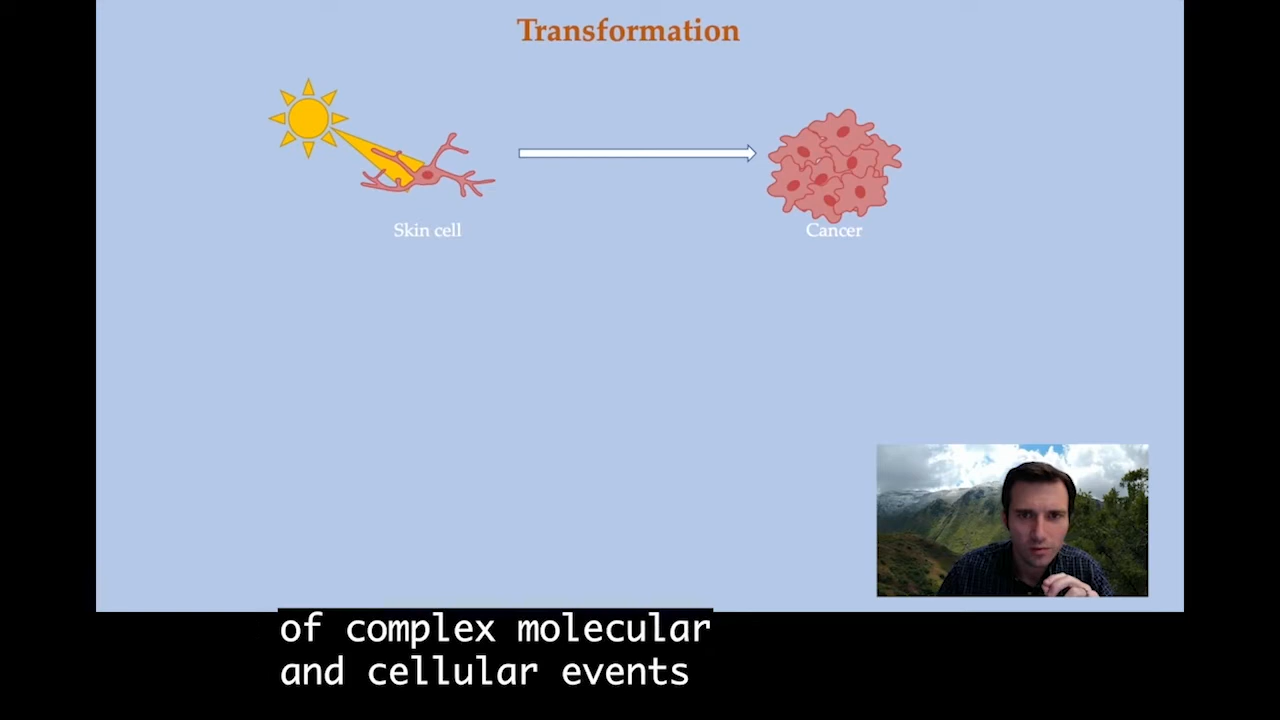 Transformation
Skin cell
Cancer
of complex molecular
and cellular events